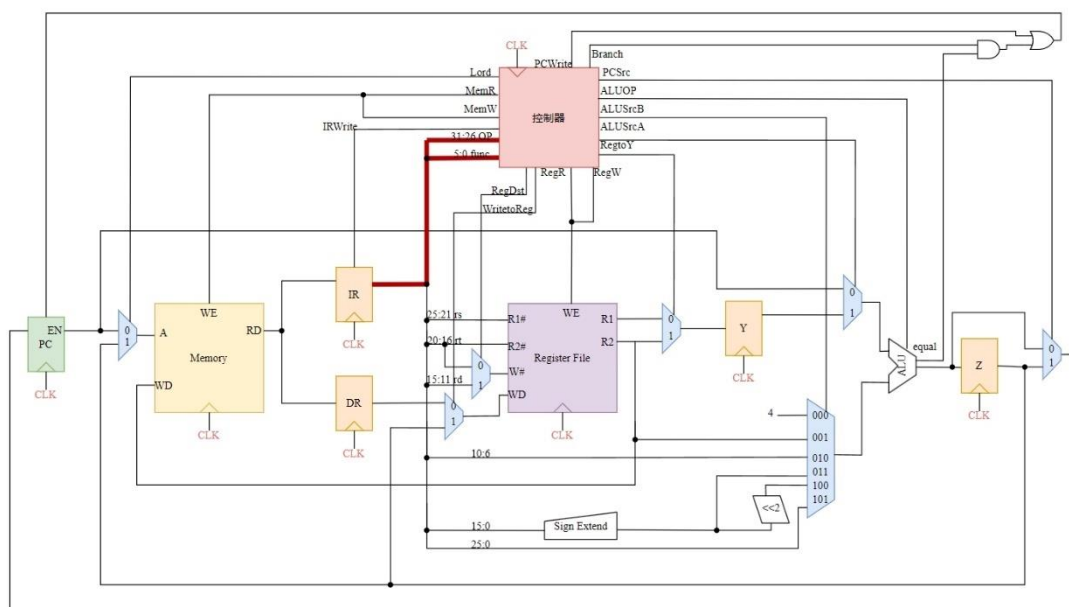 CLK
PCWrite
Branch
Lord
PCSrc
MemR
ALUOP
MemW
控制器
ALUSrcB
IRWrite
ALUSrcA
31:26 OP
5:0 func
RegtoY
RegR
RegW
RegDst
WritetoReg
EN
PC
CLK
0
1
A
WE
RD
Memory
WD
CLK
IR
CLK
DR
CLK
25:21 rs
20:16 rt
15:11 rd
0
1
0
1
WE
R1#
R1
R2#
R2
Register File
W#
WD
CLK
0
1
Y
CLK
0
1
ALU
equal
Z
CLK
0
1
4
000
001
010
011
100
101
10:6
<<2
15:0
Sign Extend
25:0